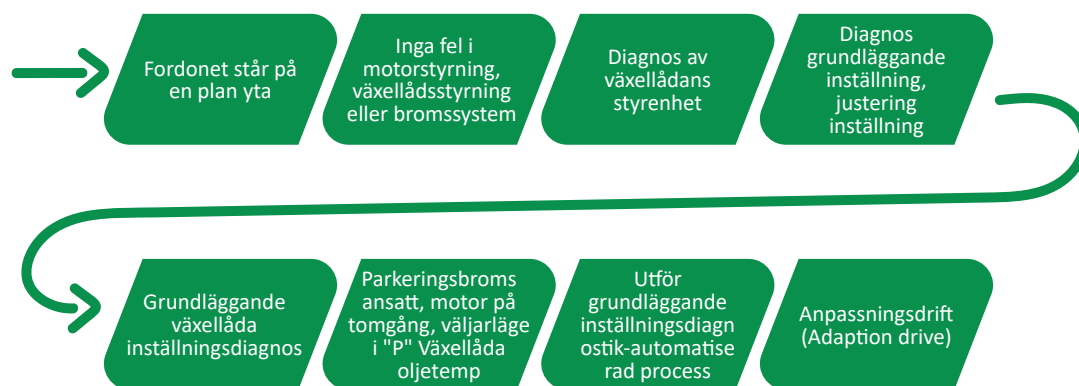 Fordonet står på
en plan yta
Inga fel i
motorstyrning,
växellådsstyrning
eller bromssystem
Diagnos av
växellådans
styrenhet
Diagnos
grundläggande
inställning,
justering
inställning
Grundläggande
växellåda
inställningsdiagnos
Parkeringsbroms
ansatt, motor på
tomgång, väljarläge
i "P" Växellåda
oljetemp
Utför
grundläggande
inställningsdiagn
ostik-automatise
rad process
Anpassningsdrift
(Adaption drive)